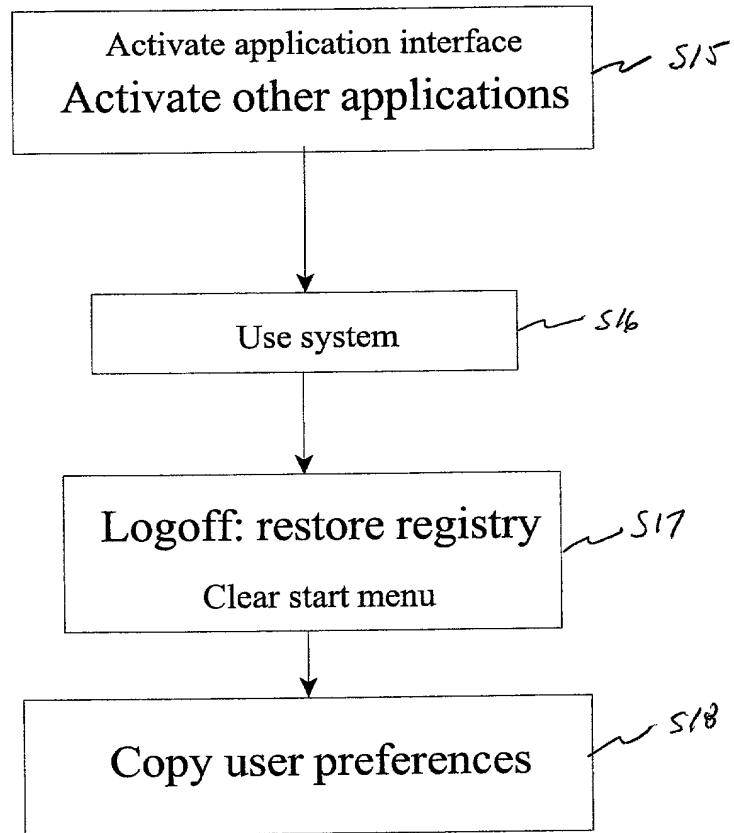 Activate application interface
Activate other applications
S15
Use system
S16
Logoff: restore registry
Clear start menu
S17
Copy user preferences
S18